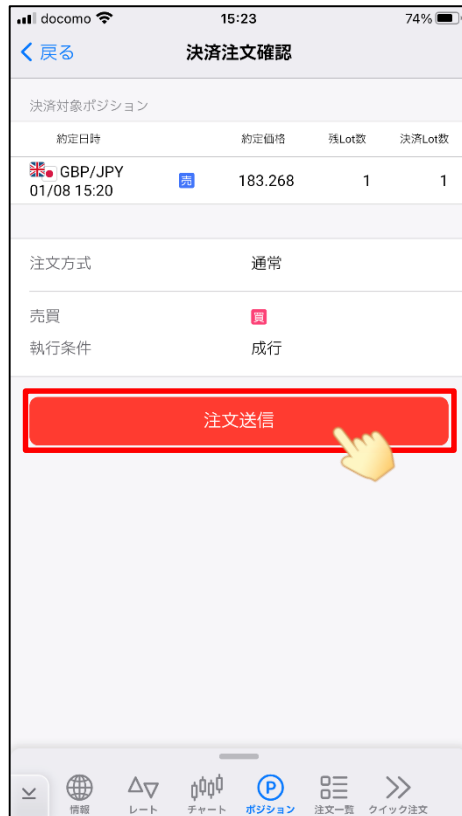 docomo 15:23 74%
戻る 決済注文確認
決済対象ポジション
約定日時 約定価格 残Lot数 決済Lot数
GBP/JPY
01/08 15:20 売 183.268 1 1
注文方式 通常
売買 買
執行条件 成行
注文送信
P
情報 レート チャート ポジション 注文一覧 クイック注文